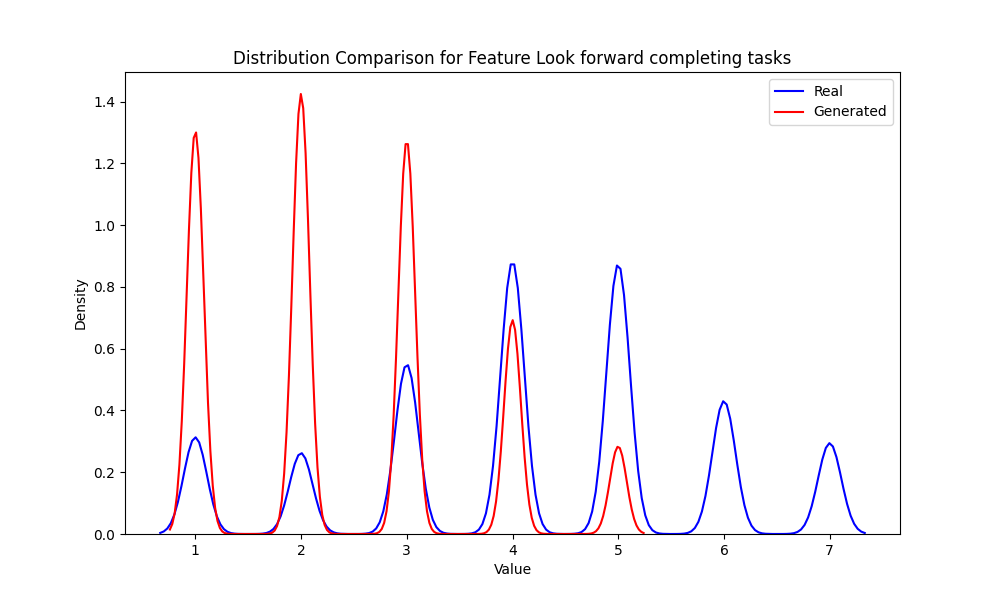 Distribution Comparison for Feature Look forward completing tasks
Real
Generated
1.4
1.2
1.0
0.8
0.6
0.4
0.2
0.0
Density
1 2 3 4 5 6 7
Value